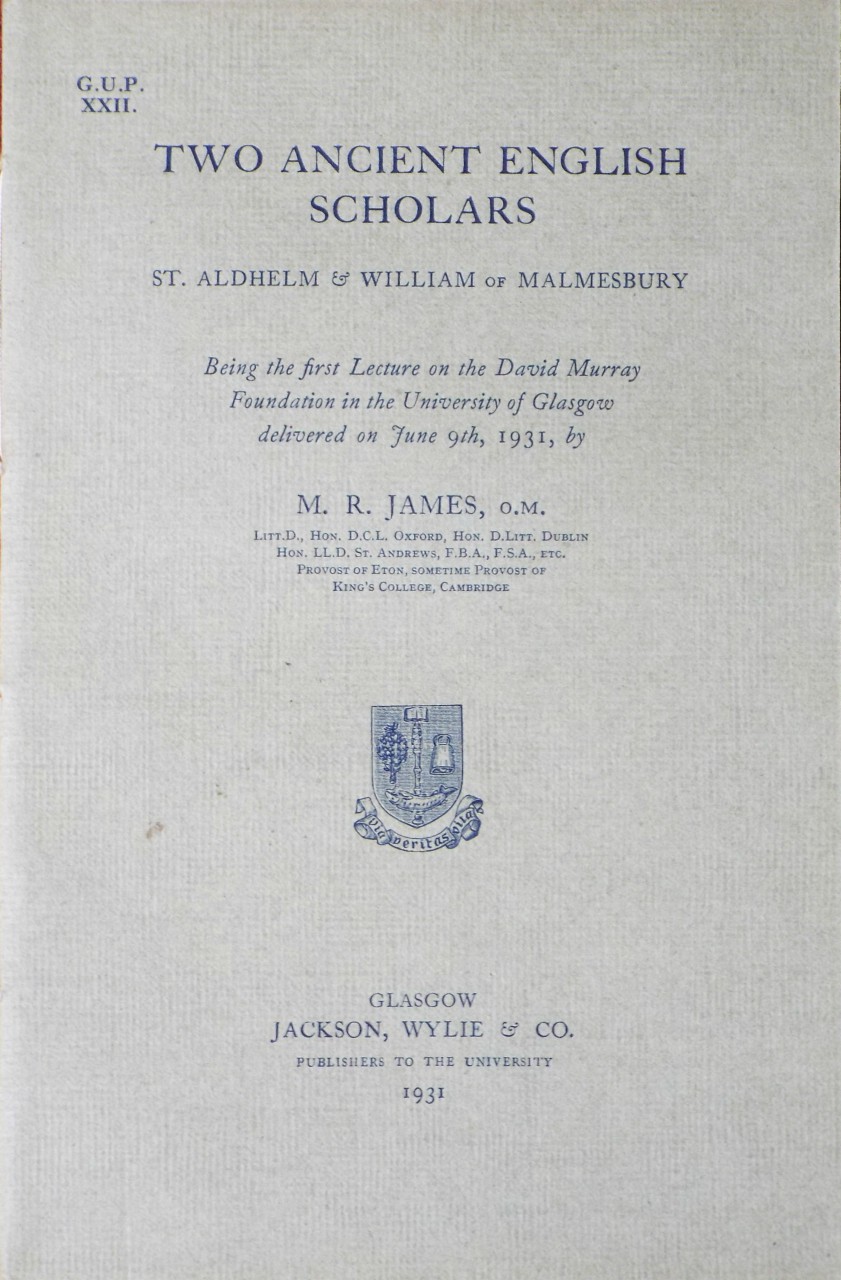 G.U.P.
XXII.
TWO ANCIENT ENGLISH
SCHOLARS
ST. ALDHELM & WILLIAM OF MALMESBURY
Being the first Lecture on the David Murray
Foundation in the University of Glasgow
delivered on June 9th, 1931, by
M. R. JAMES, O.M.
LITT.D., HON. D.C.L. OXFORD, HON. D.LITT. DUBLIN
HON. LL.D. ST. ANDREWS, F.B.A., F.S.A., ETC.
PROVOST OF ETON, SOMETIME PROVOST OF
KING'S COLLEGE, CAMBRIDGE
Via veritas vita
GLASGOW
JACKSON, WYLIE & CO.
PUBLISHERS TO THE UNIVERSITY
1931